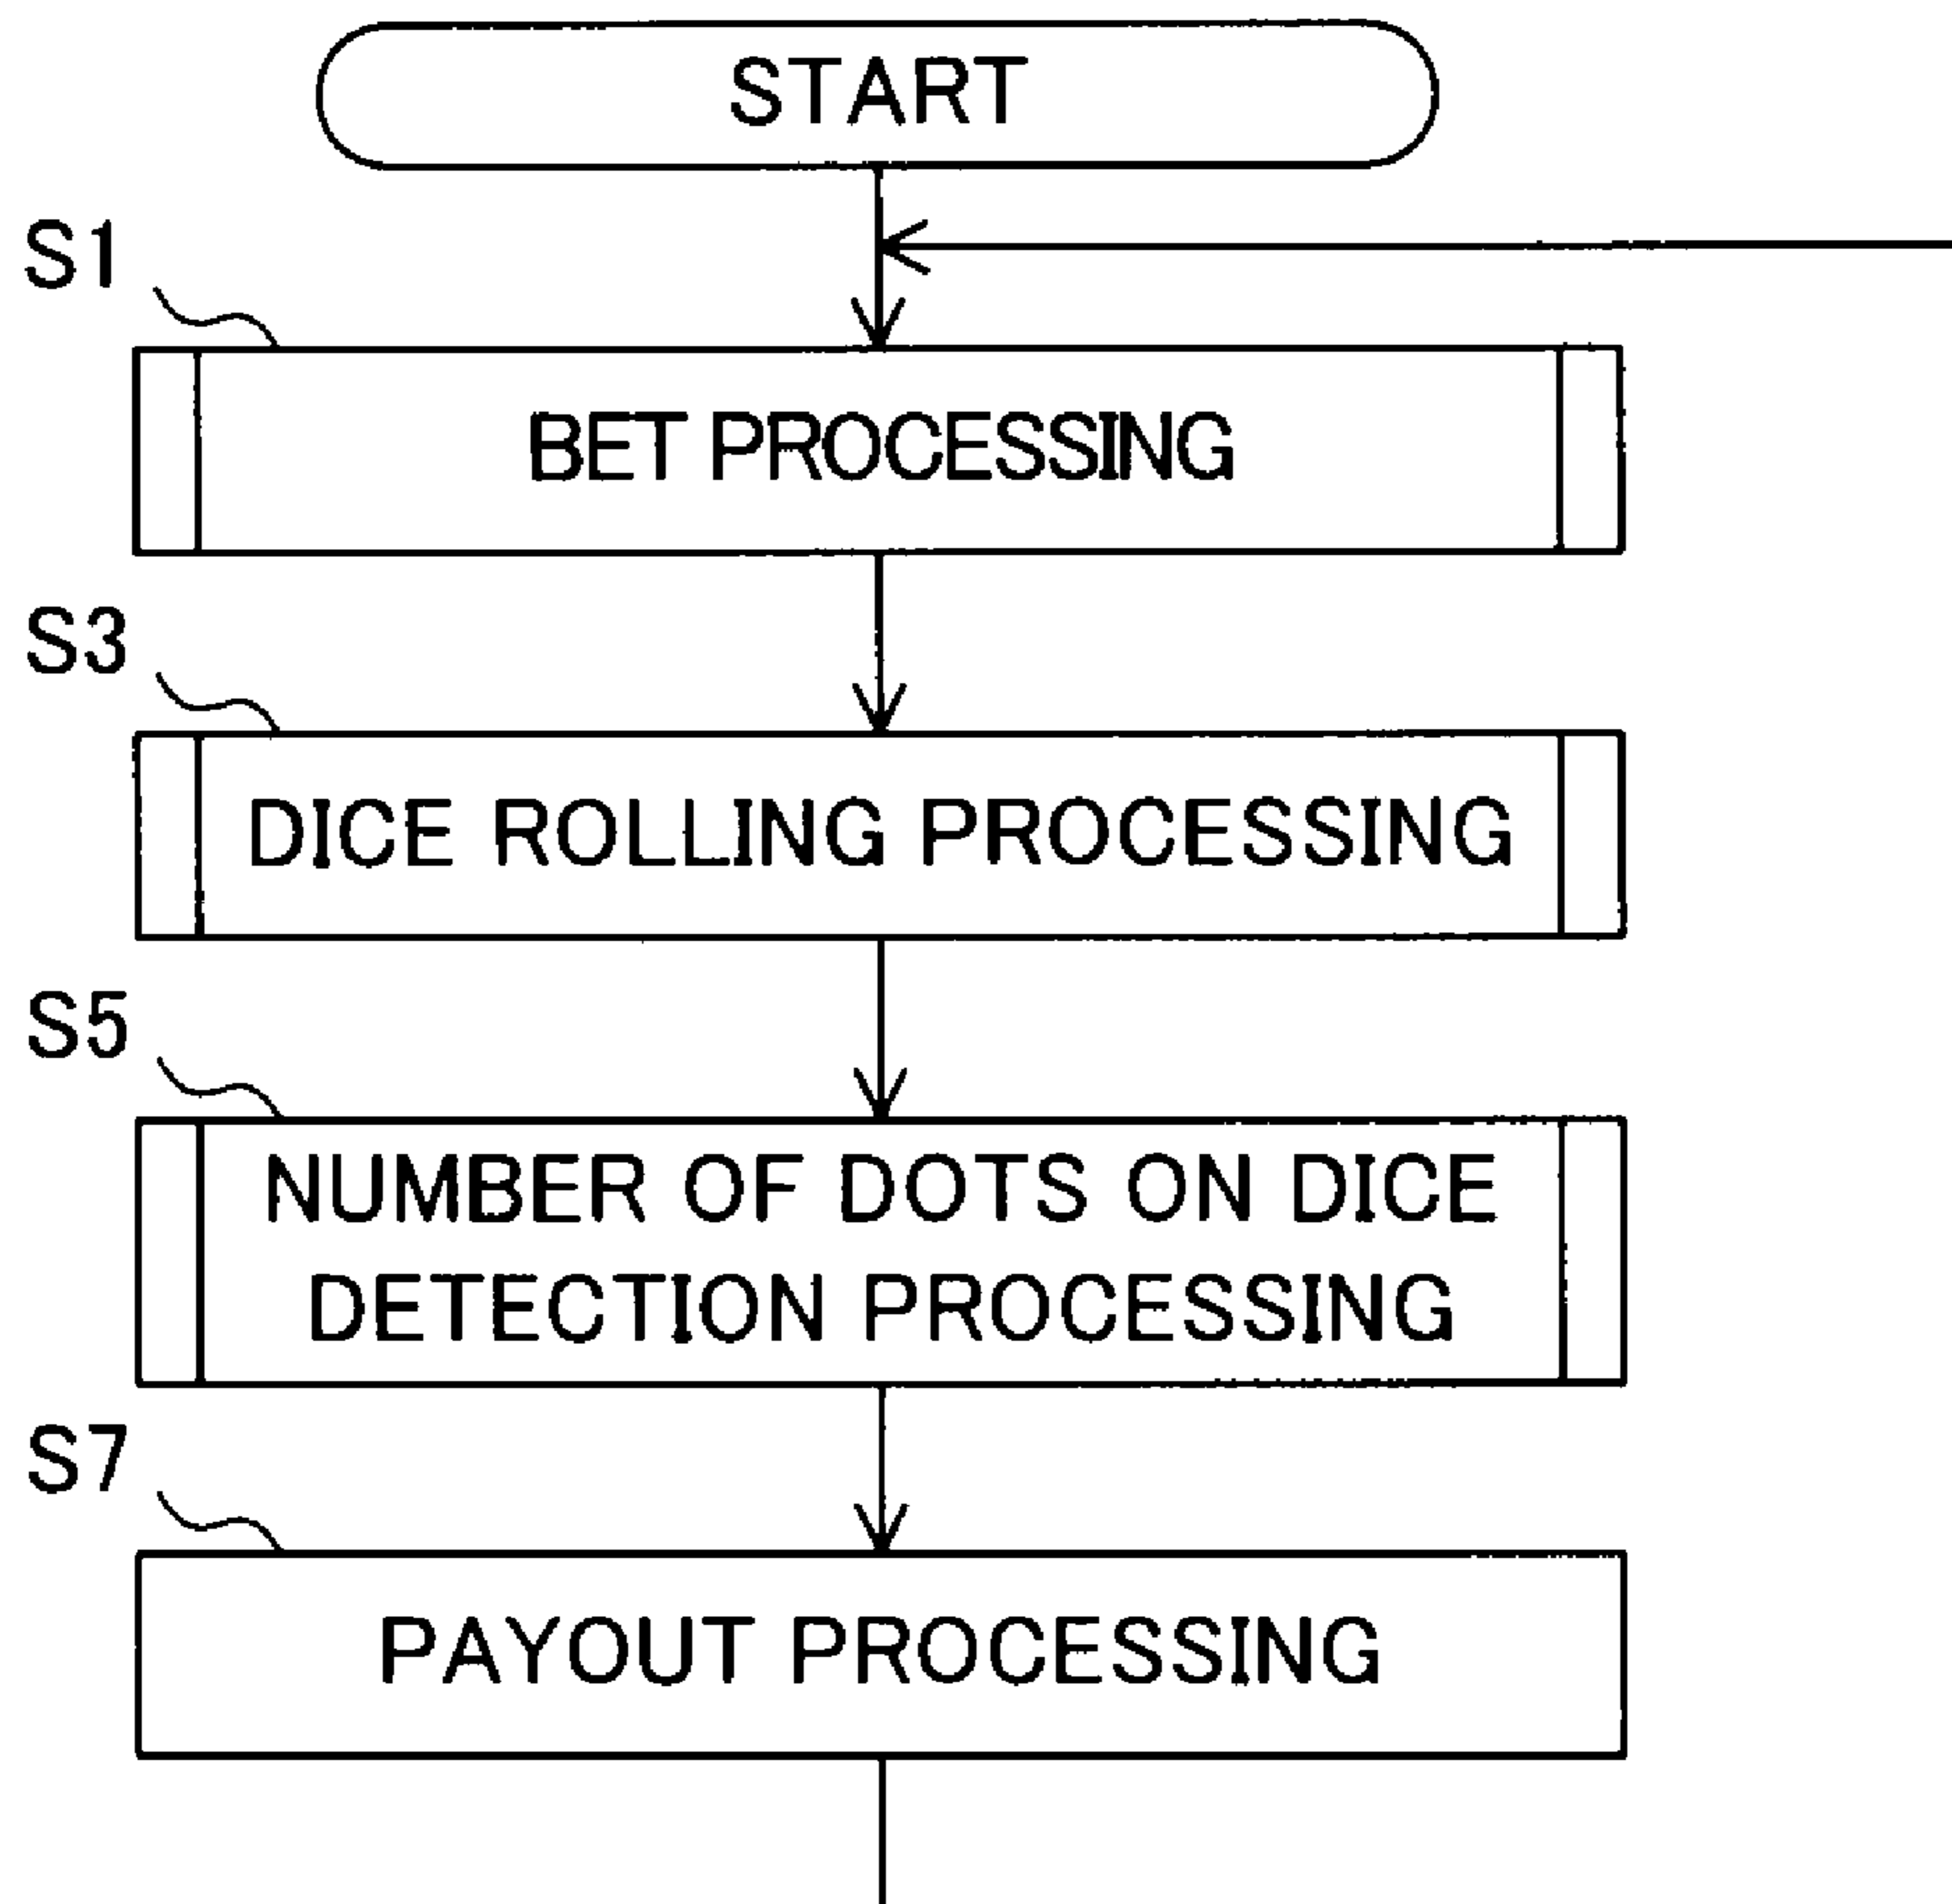 START
S1
BET PROCESSING
S3
DICE ROLLING PROCESSING
S5
NUMBER OF DOTS ON DICE
DETECTION PROCESSING
S7
PAYOUT PROCESSING